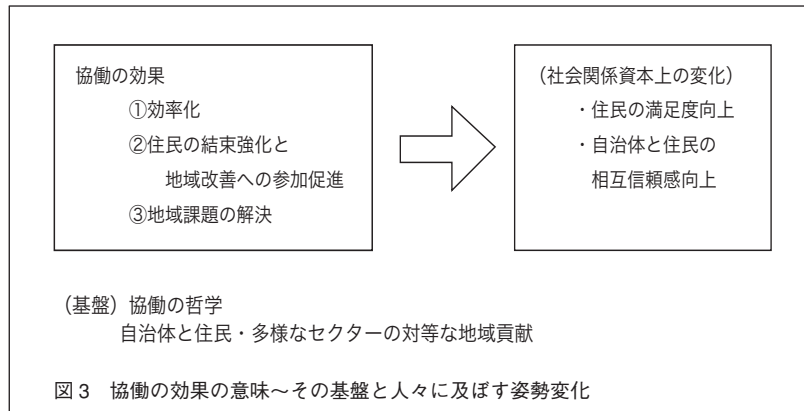 協働の効果
①効率化
②住民の結束強化と
地域改善への参加促進
③地域課題の解決
（社会関係資本上の変化）
・住民の満足度向上
・自治体と住民の
相互信頼感向上
（基盤）協働の哲学
自治体と住民・多様なセクターの対等な地域貢献
図３　協働の効果の意味～その基盤と人々に及ぼす姿勢変化